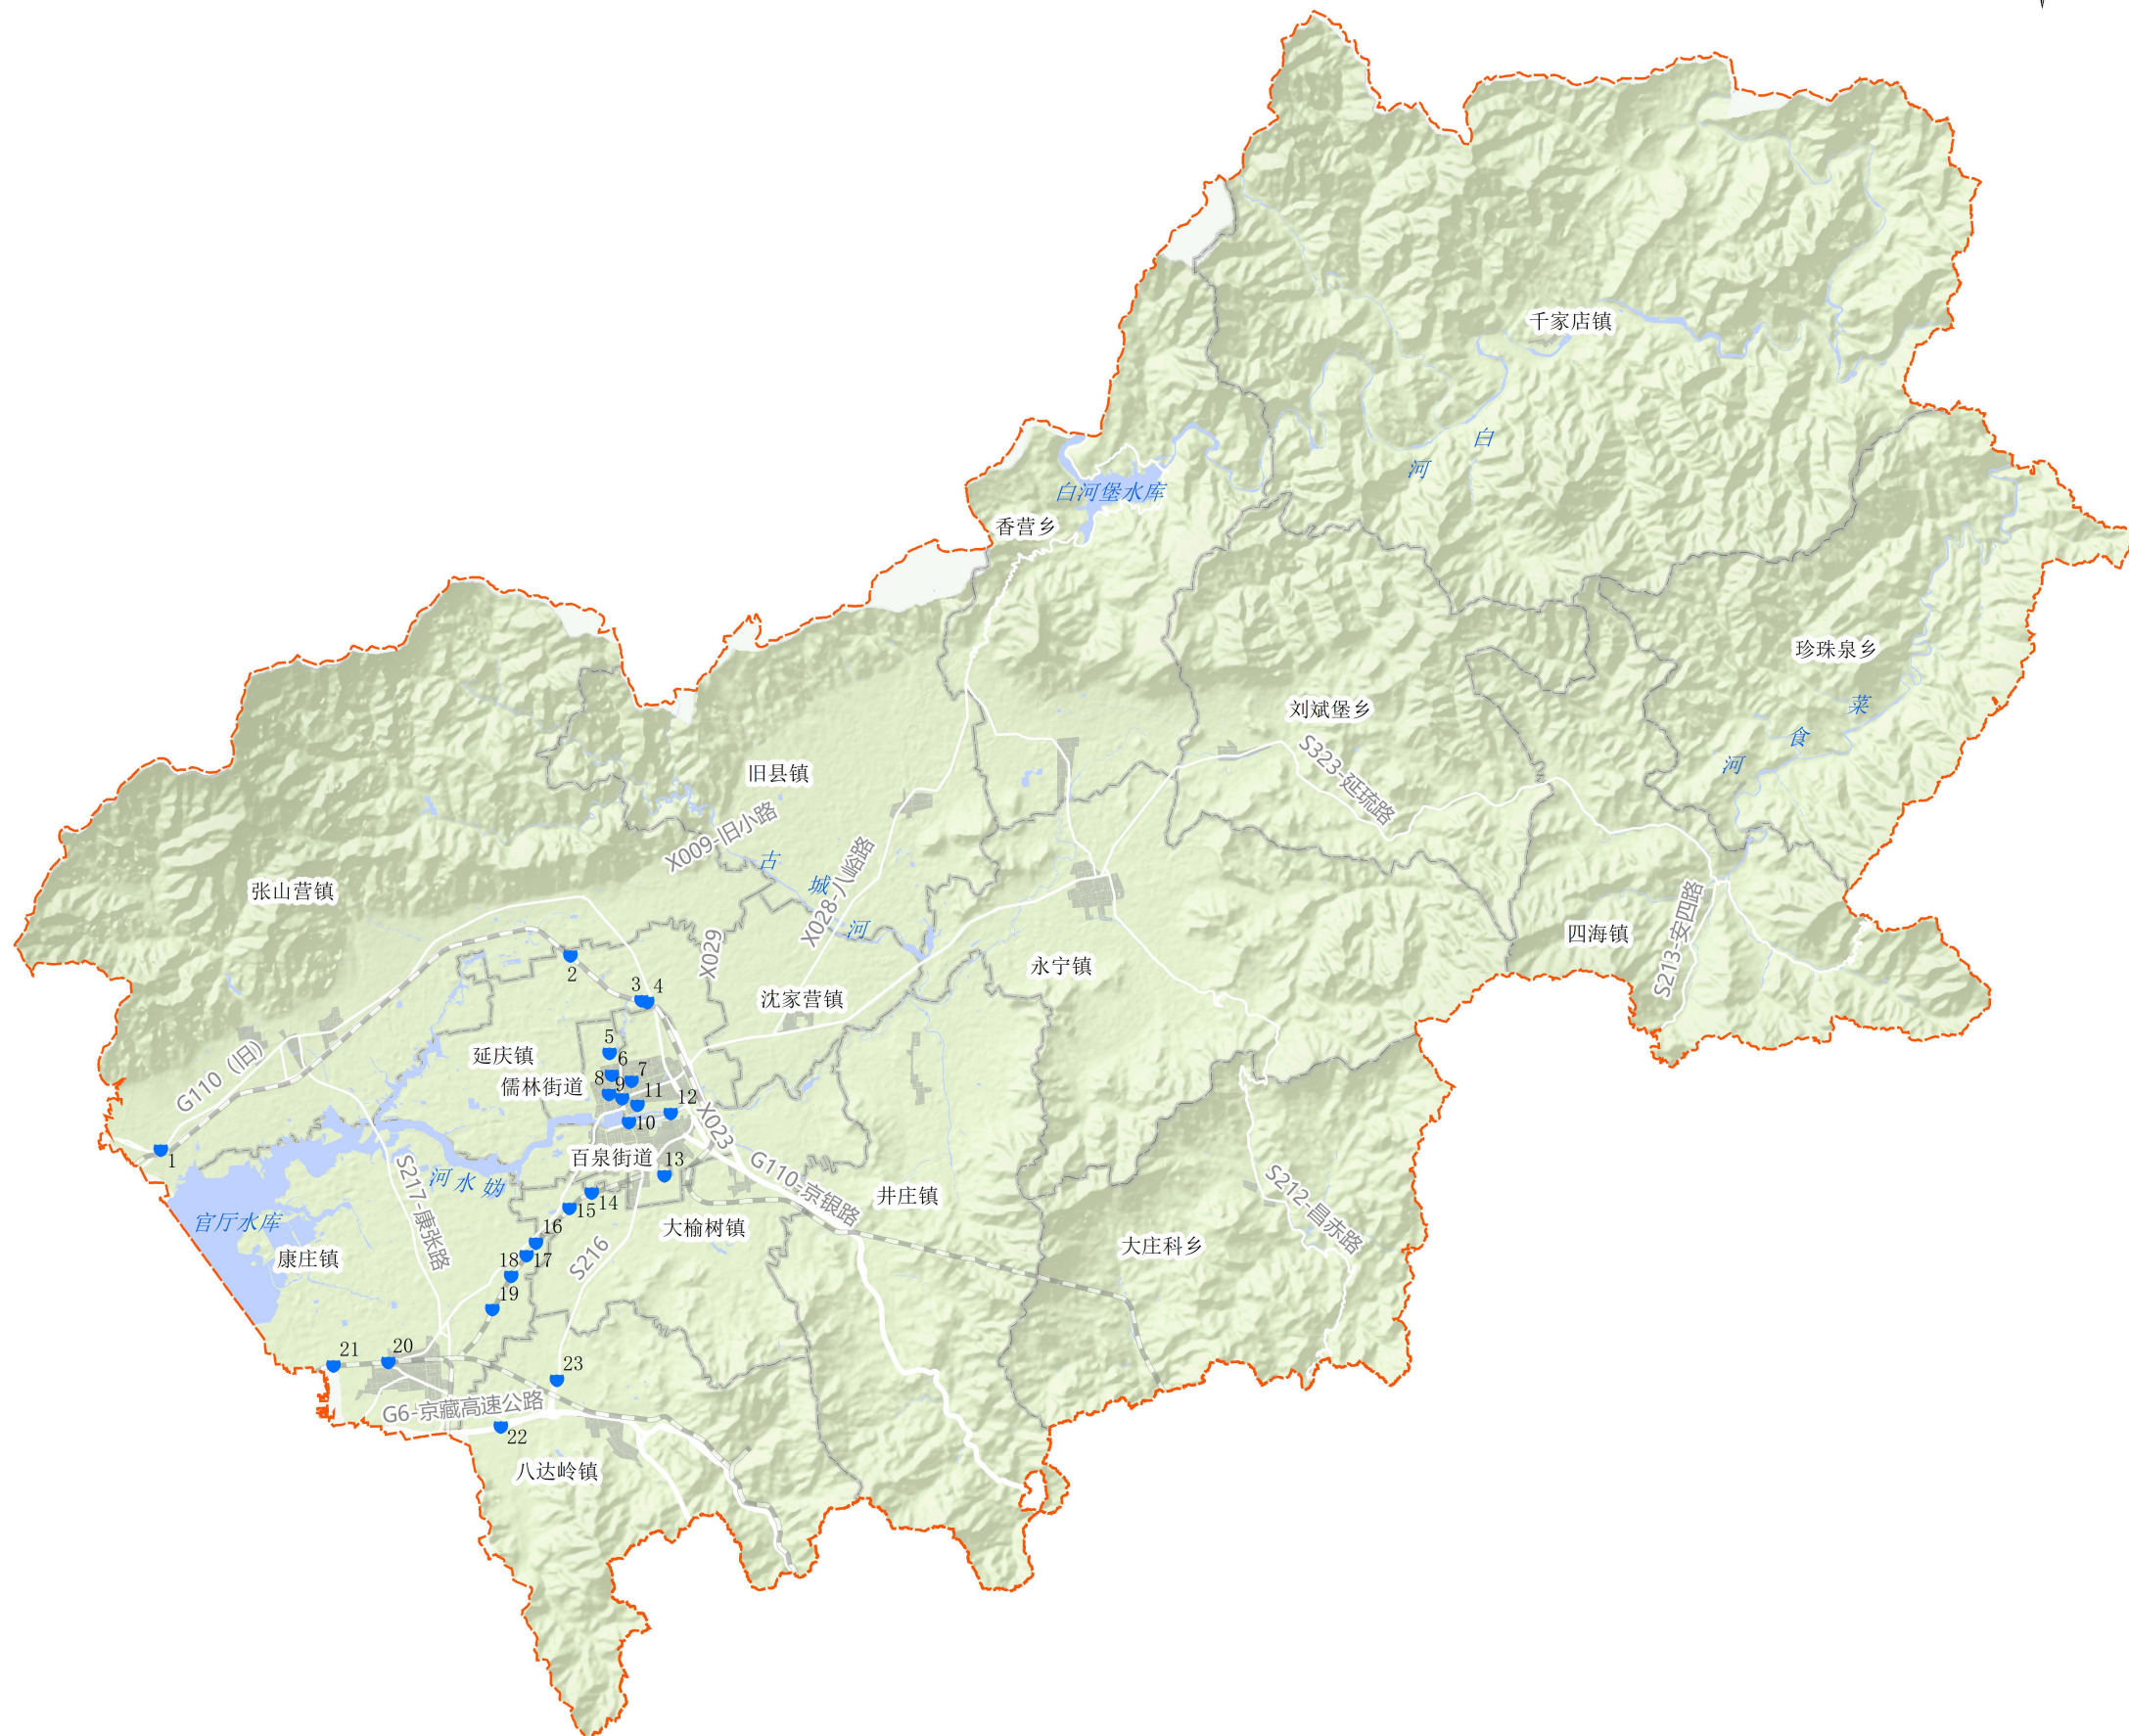 千家店镇
白
河
白河堡水库
香营乡
珍珠泉乡
菜
食
河
刘斌堡乡
S323-延琉路
旧县镇
X009-旧小路
古
城
河
X028-八峪路
张山营镇
S213-安四路
四海镇
永宁镇
X029
2
3
4
沈家营镇
延庆镇
儒林街道
5
6
7
8
9
11
12
10
G110（旧）
X023
1
百泉街道
13
G110-京银路
S217-康张路
河水妫
14
15
井庄镇
S212-昌赤路
官厅水库
大榆树镇
16
17
18
大庄科乡
康庄镇
S216
19
21
20
23
G6-京藏高速公路
22
八达岭镇